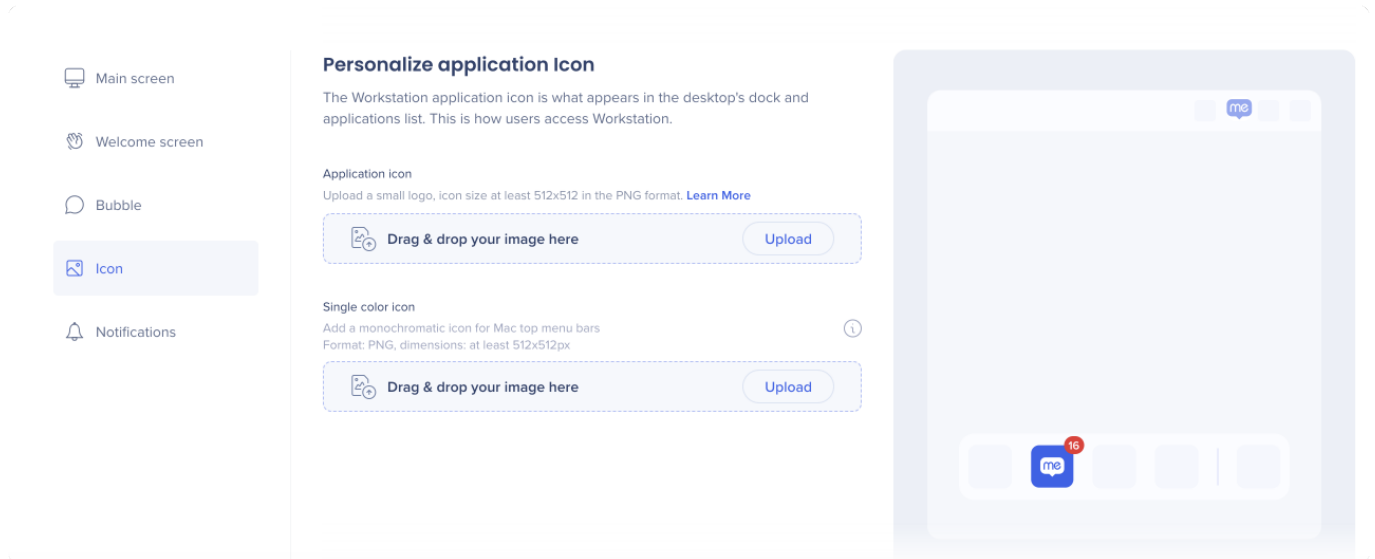 Main screen
Welcome screen
Bubble
Icon
Notifications
Personalize application Icon
The Workstation application icon is what appears in the desktop's dock and
applications list. This is how users access Workstation.
Application icon
Upload a small logo, icon size at least 512x512 in the PNG format. Learn More
Drag & drop your image here Upload
Single color icon
Add a monochromatic icon for Mac top menu bars
Format: PNG, dimensions: at least 512x512px
Drag & drop your image here Upload
me
16
me